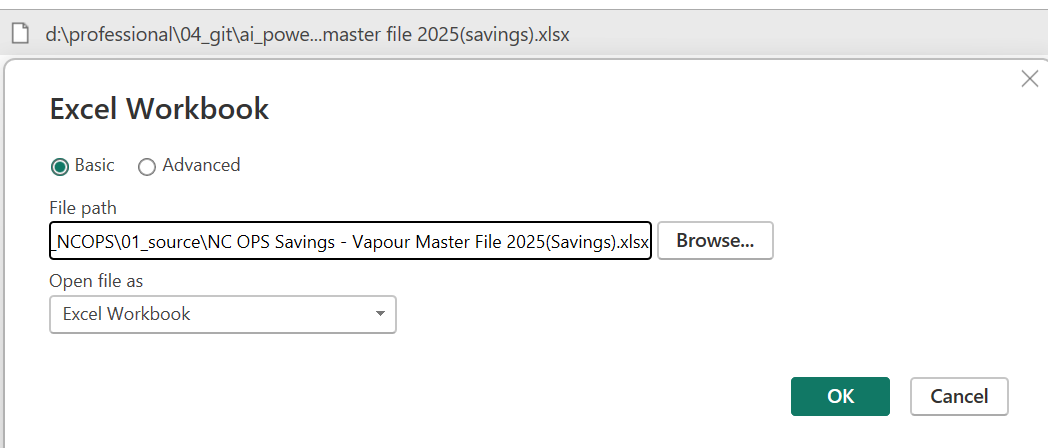 d:\professional\04_git\ai_powe...master file 2025(savings).xlsx
Excel Workbook
Basic Advanced
File path
_NCOPS\01_source\NC OPS Savings - Vapour Master File 2025(Savings).xlsx Browse...
Open file as
Excel Workbook
OK Cancel